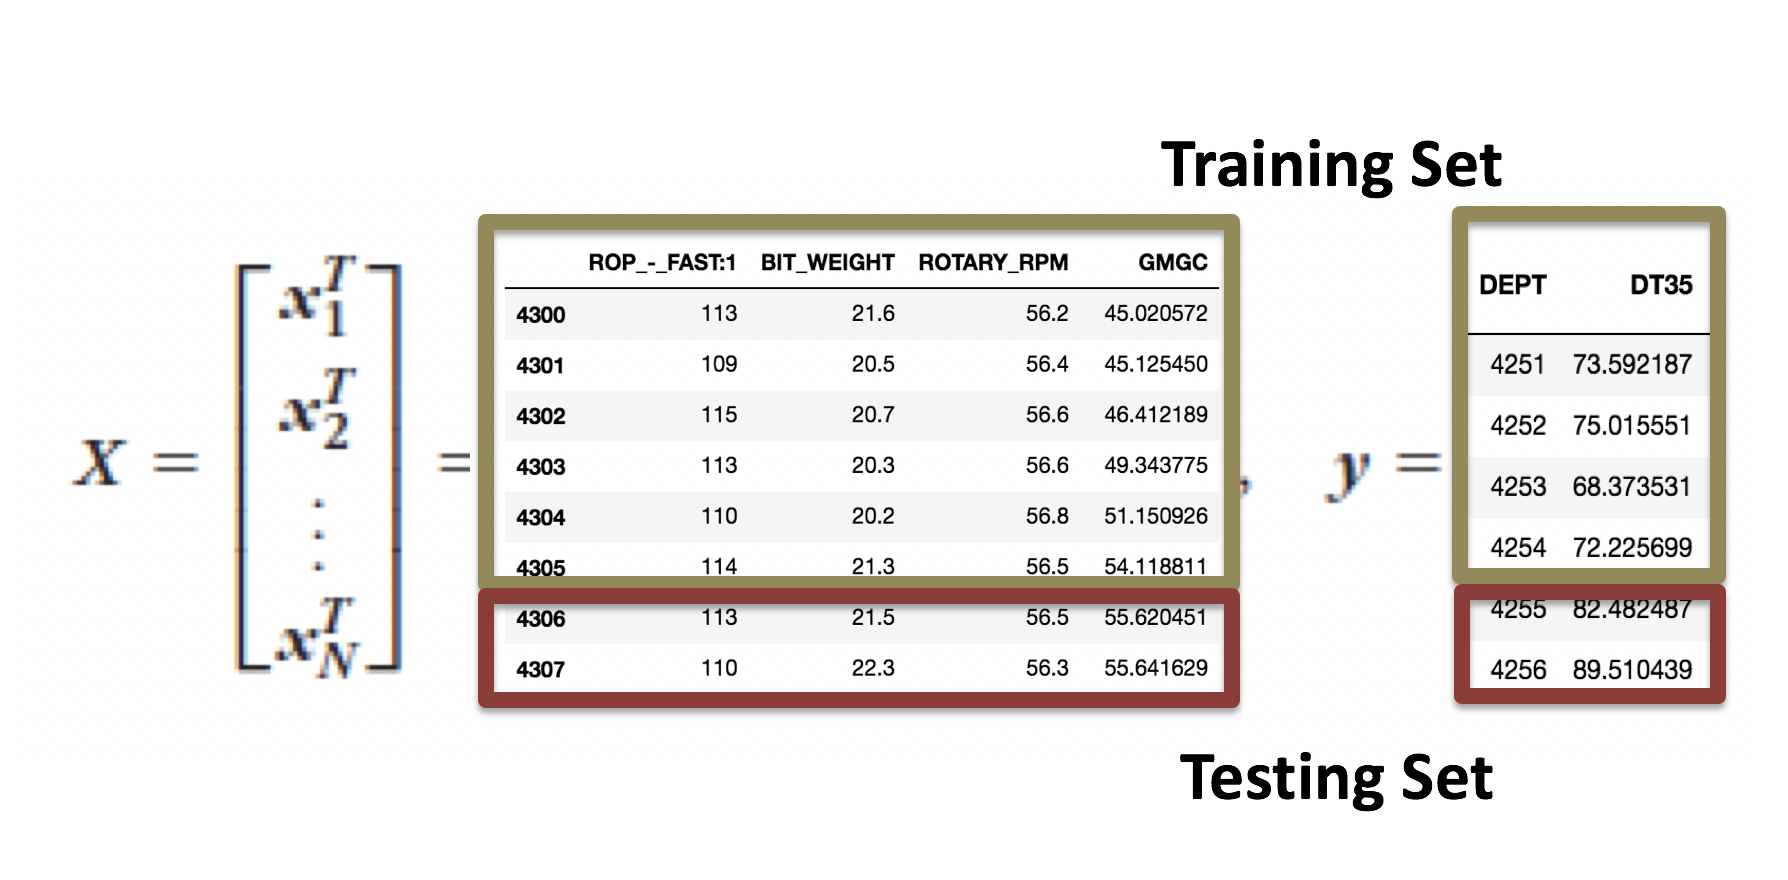 Training Set
X = [ x_1^T x_2^T . . . x_N^T ] =
ROP_-_FAST:1 BIT_WEIGHT ROTARY_RPM GMGC
4300 113 21.6 56.2 45.020572
4301 109 20.5 56.4 45.125450
4302 115 20.7 56.6 46.412189
4303 113 20.3 56.6 49.343775
4304 110 20.2 56.8 51.150926
4305 114 21.3 56.5 54.118811
4306 113 21.5 56.5 55.620451
4307 110 22.3 56.3 55.641629
, y =
DEPT DT35
4251 73.592187
4252 75.015551
4253 68.373531
4254 72.225699
4255 82.482487
4256 89.510439
Testing Set